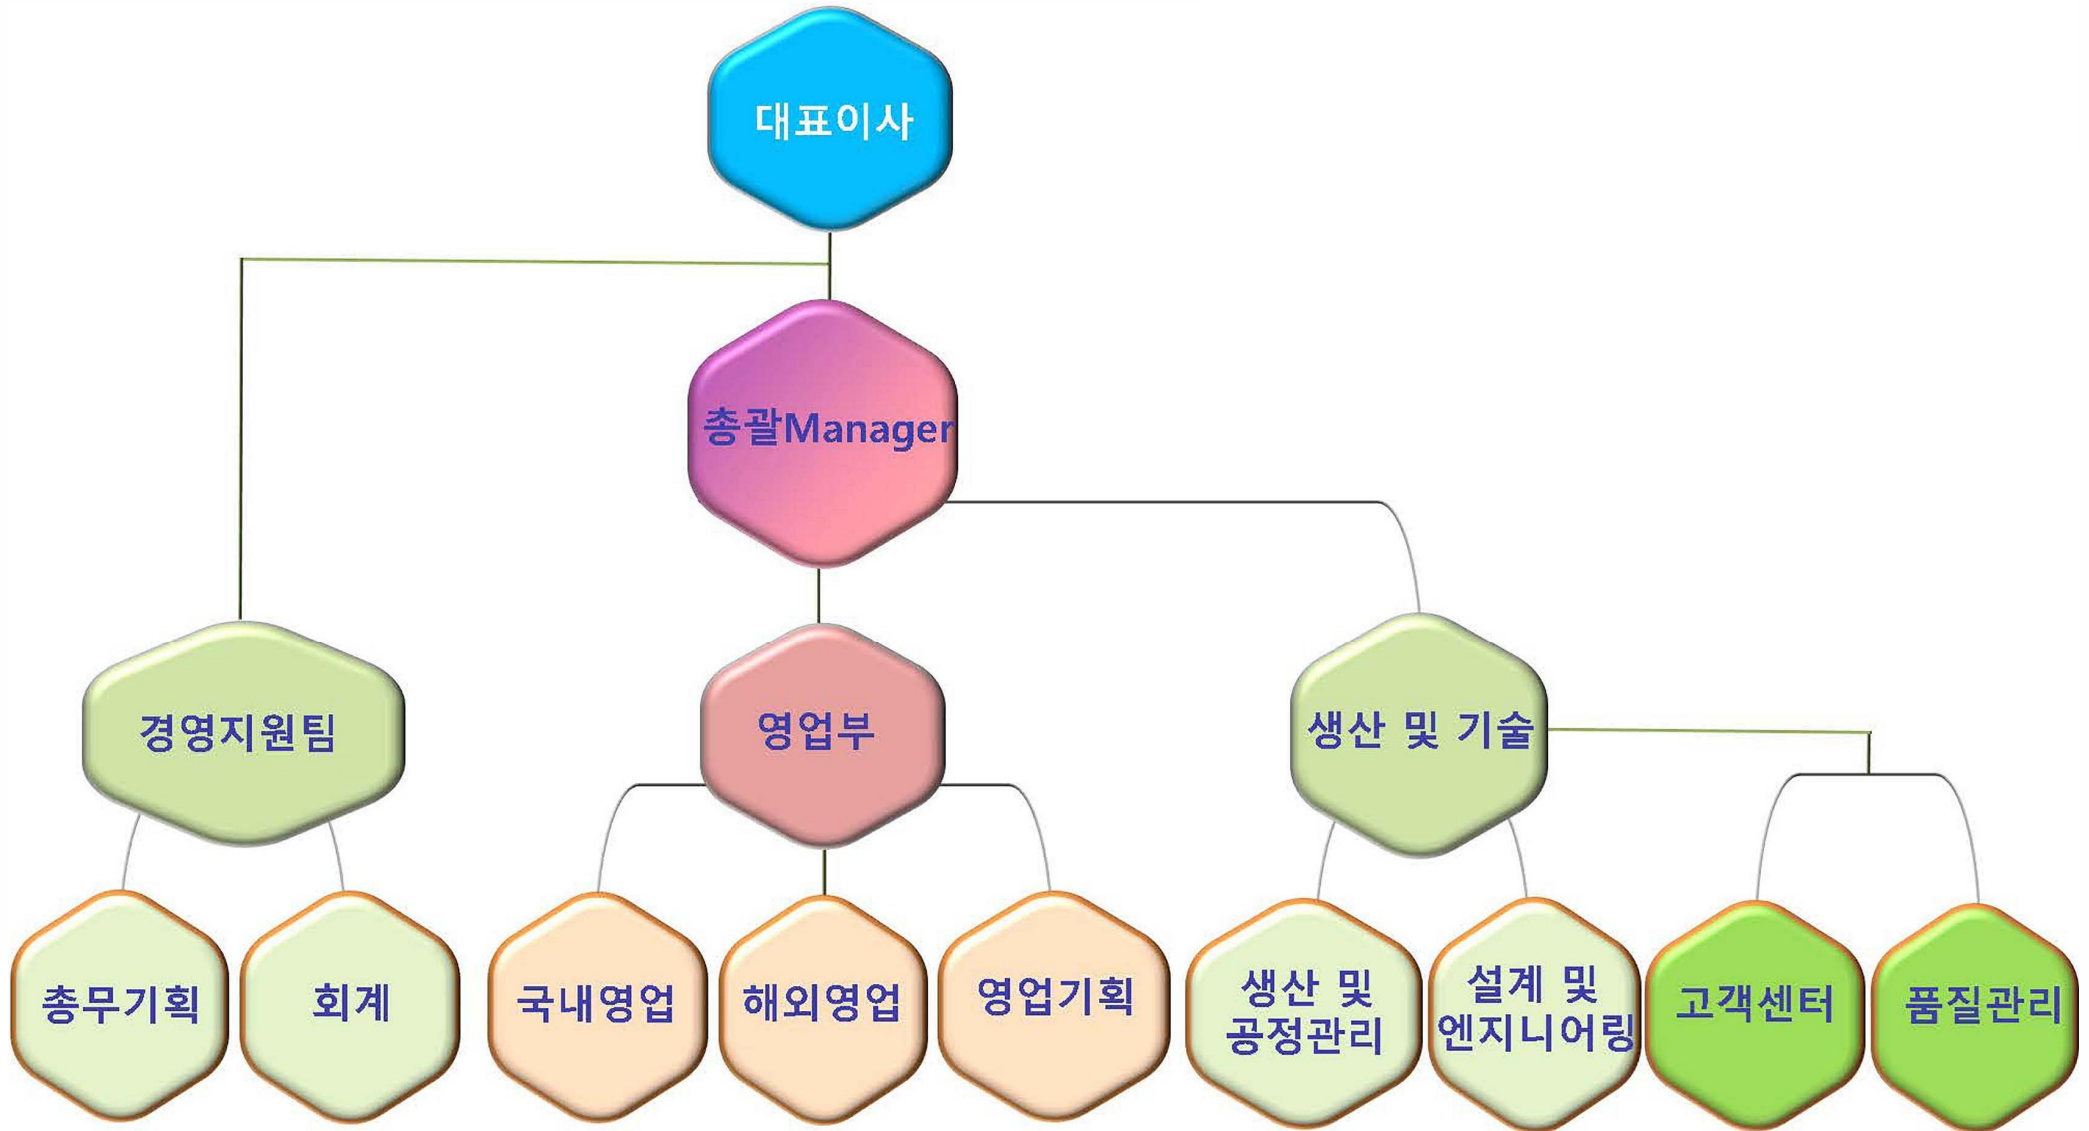 대표이사
총괄Manager
경영지원팀
영업부
생산 및 기술
총무기획
회계
국내영업
해외영업
영업기획
생산 및
공정관리
설계 및
엔지니어링
고객센터
품질관리